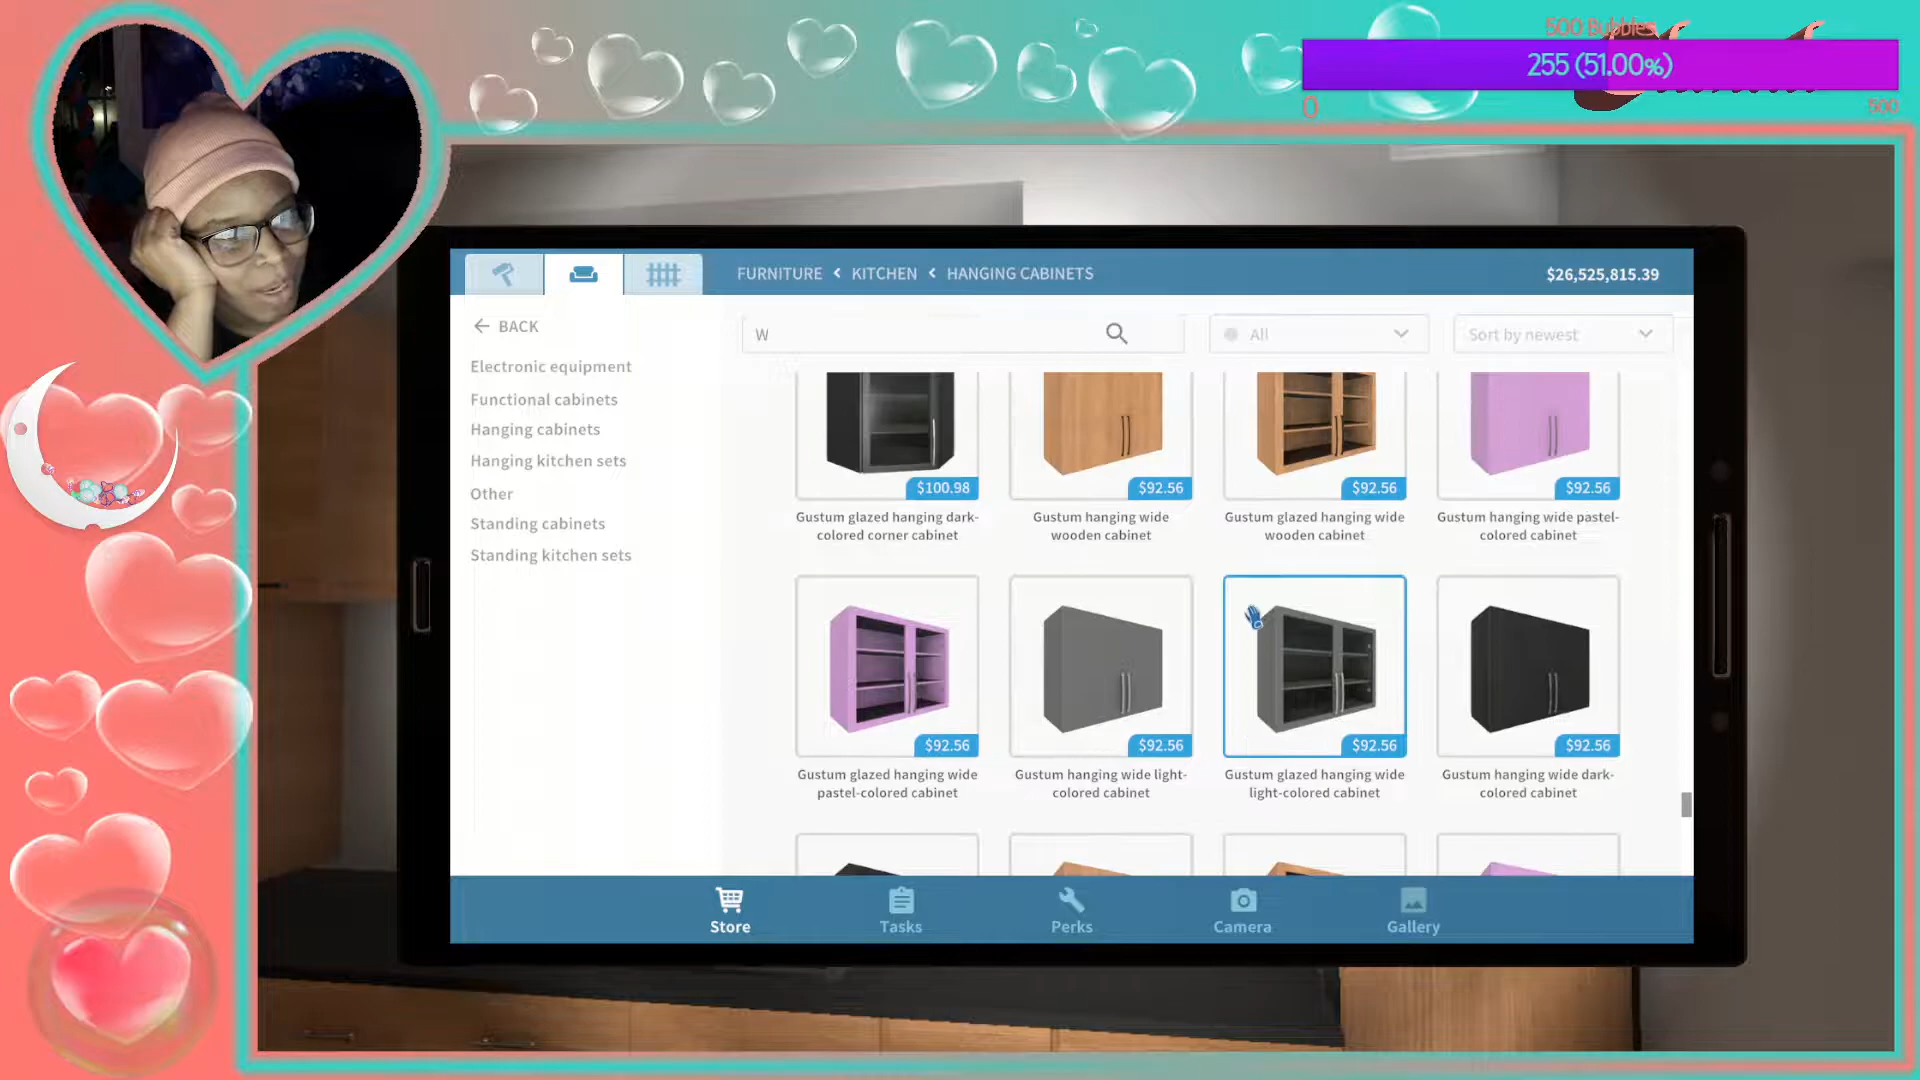 500 Bubbles
255 (51.00%)
0
500
FURNITURE < KITCHEN < HANGING CABINETS
$26,525,815.39
BACK
W
All
Sort by newest
Electronic equipment
Functional cabinets
Hanging cabinets
Hanging kitchen sets
Other
Standing cabinets
Standing kitchen sets
$100.98
$92.56
$92.56
$92.56
Gustum glazed hanging dark-
colored corner cabinet
Gustum hanging wide
wooden cabinet
Gustum glazed hanging wide
wooden cabinet
Gustum hanging wide pastel-
colored cabinet
$92.56
$92.56
$92.56
$92.56
Gustum glazed hanging wide
pastel-colored cabinet
Gustum hanging wide light-
colored cabinet
Gustum glazed hanging wide
light-colored cabinet
Gustum hanging wide dark-
colored cabinet
Store
Tasks
Perks
Camera
Gallery